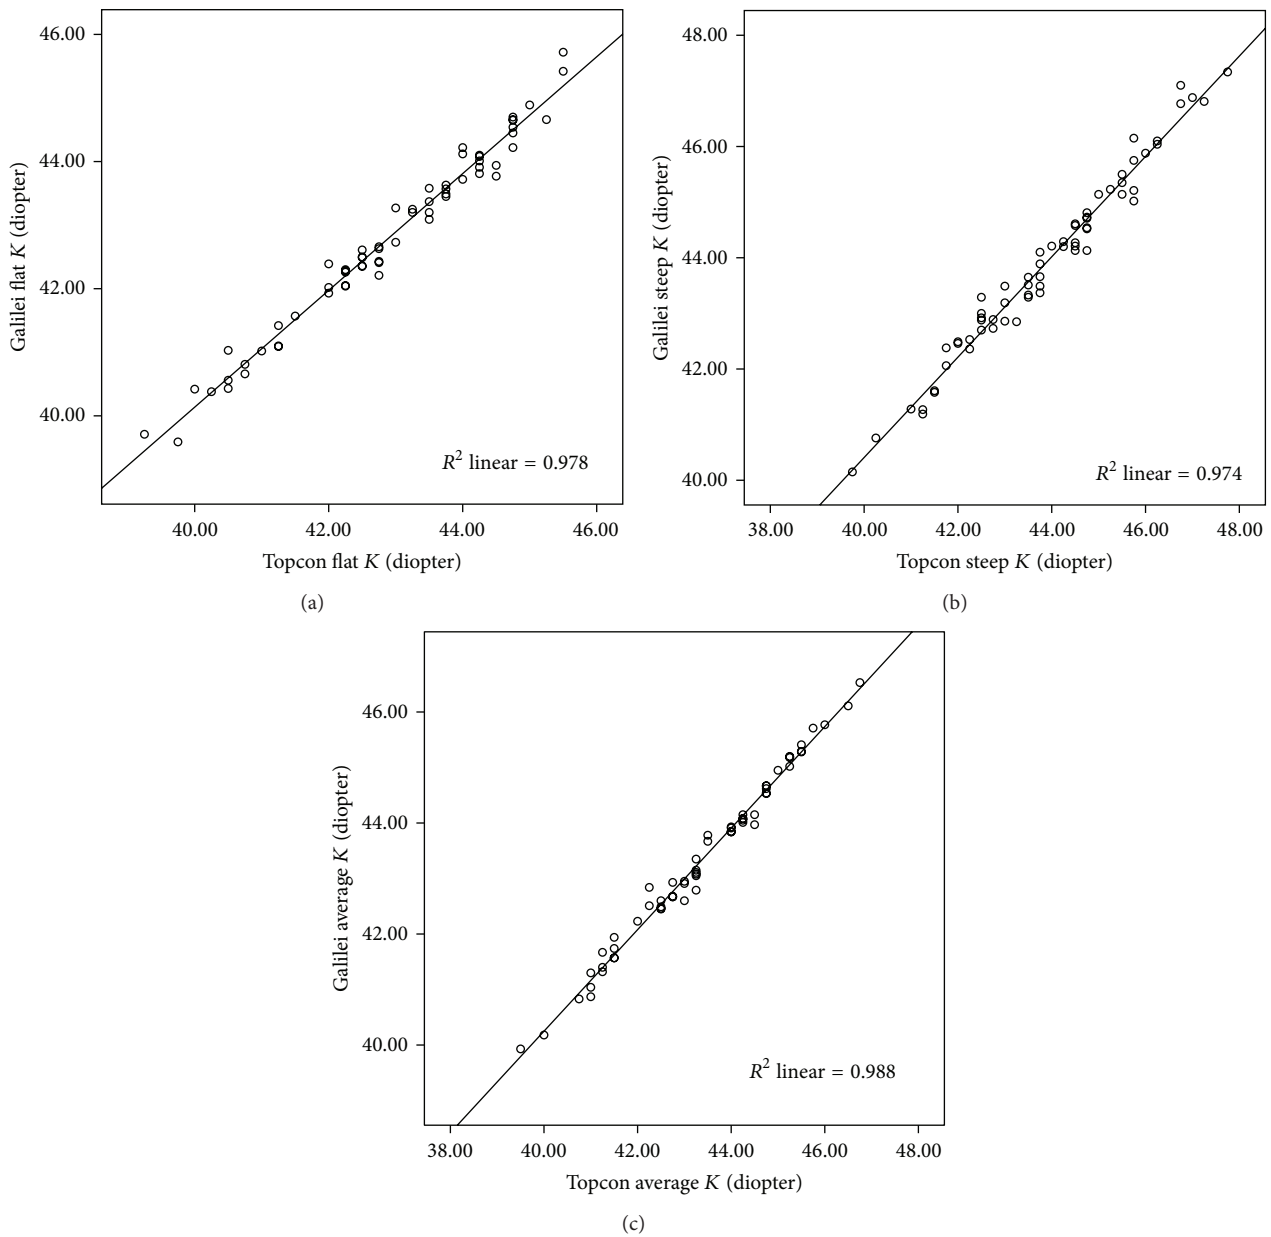 46.00
44.00
42.00
40.00
Galilei flat K (diopter)
R² linear = 0.978
40.00 42.00 44.00 46.00
Topcon flat K (diopter)
(a)
48.00
46.00
44.00
42.00
40.00
Galilei steep K (diopter)
R² linear = 0.974
38.00 40.00 42.00 44.00 46.00 48.00
Topcon steep K (diopter)
(b)
46.00
44.00
42.00
40.00
Galilei average K (diopter)
R² linear = 0.988
38.00 40.00 42.00 44.00 46.00 48.00
Topcon average K (diopter)
(c)